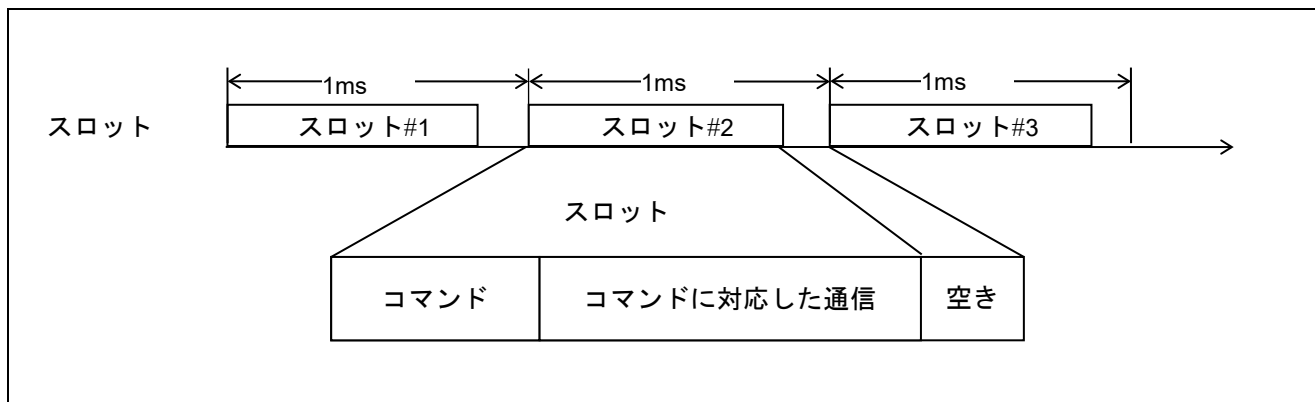 1ms 1ms 1ms
スロット スロット#1 スロット#2 スロット#3
スロット
コマンド コマンドに対応した通信 空き